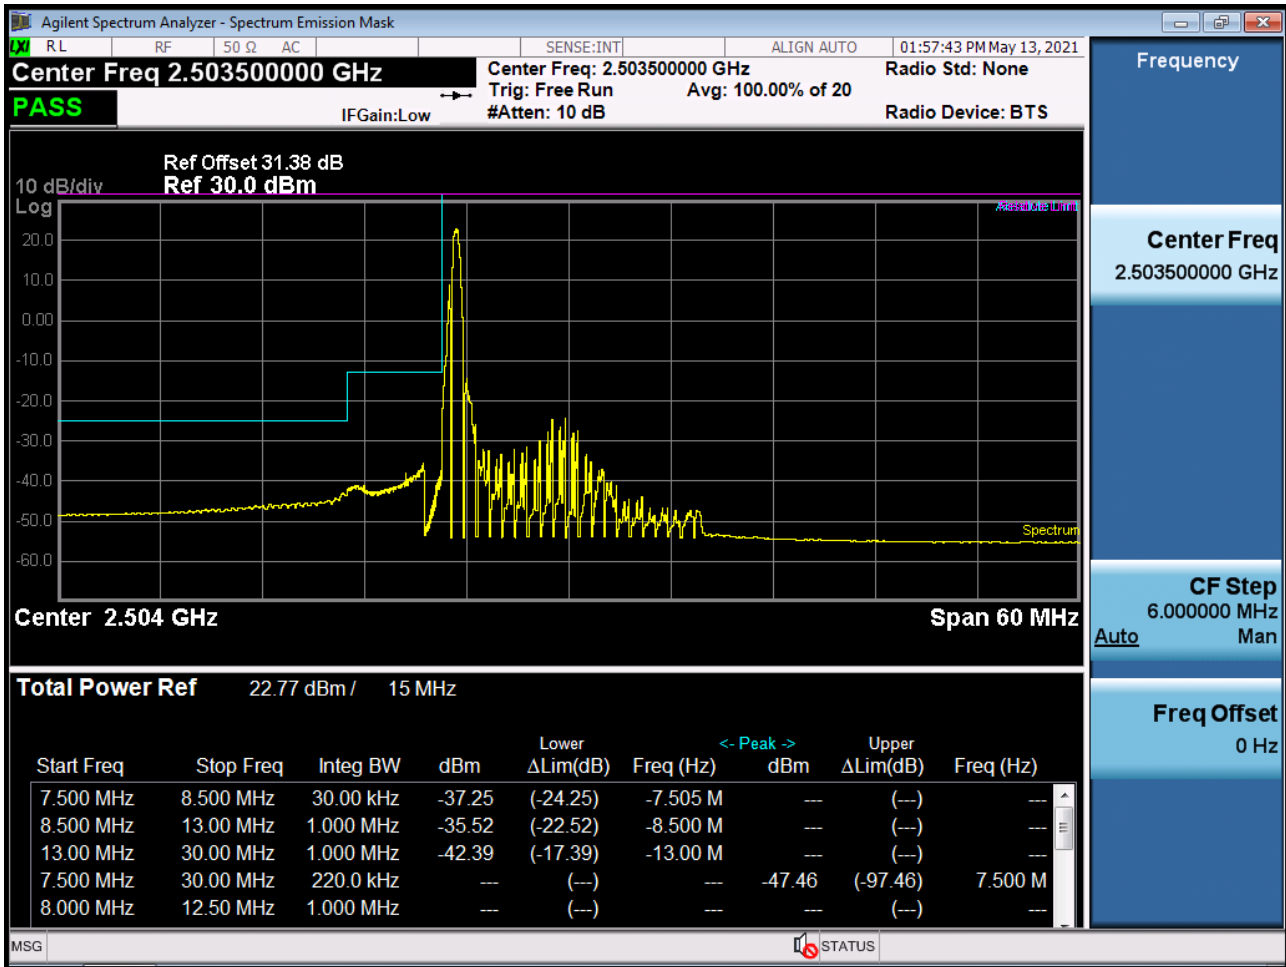 Agilent Spectrum Analyzer - Spectrum Emission Mask
LXI RL RF 50 Ω AC SENSE:INT ALIGN AUTO 01:57:43 PM May 13, 2021
Center Freq 2.503500000 GHz Center Freq: 2.503500000 GHz Radio Std: None
Trig: Free Run Avg: 100.00% of 20
PASS IFGain:Low #Atten: 10 dB Radio Device: BTS
Ref Offset 31.38 dB
10 dB/div Ref 30.0 dBm
Log
Absolute Limit
20.0
10.0
0.00
-10.0
-20.0
-30.0
-40.0
-50.0
Spectrum
-60.0
Center 2.504 GHz Span 60 MHz
Total Power Ref 22.77 dBm / 15 MHz
Lower <- Peak -> Upper
Start Freq Stop Freq Integ BW dBm ΔLim(dB) Freq (Hz) dBm ΔLim(dB) Freq (Hz)
7.500 MHz 8.500 MHz 30.00 kHz -37.25 (-24.25) -7.505 M --- (---) ---
8.500 MHz 13.00 MHz 1.000 MHz -35.52 (-22.52) -8.500 M --- (---) ---
13.00 MHz 30.00 MHz 1.000 MHz -42.39 (-17.39) -13.00 M --- (---) ---
7.500 MHz 30.00 MHz 220.0 kHz --- (---) --- -47.46 (-97.46) 7.500 M
8.000 MHz 12.50 MHz 1.000 MHz --- (---) --- --- (---) ---
MSG STATUS
Frequency
Center Freq
2.503500000 GHz
CF Step
6.000000 MHz
Auto Man
Freq Offset
0 Hz